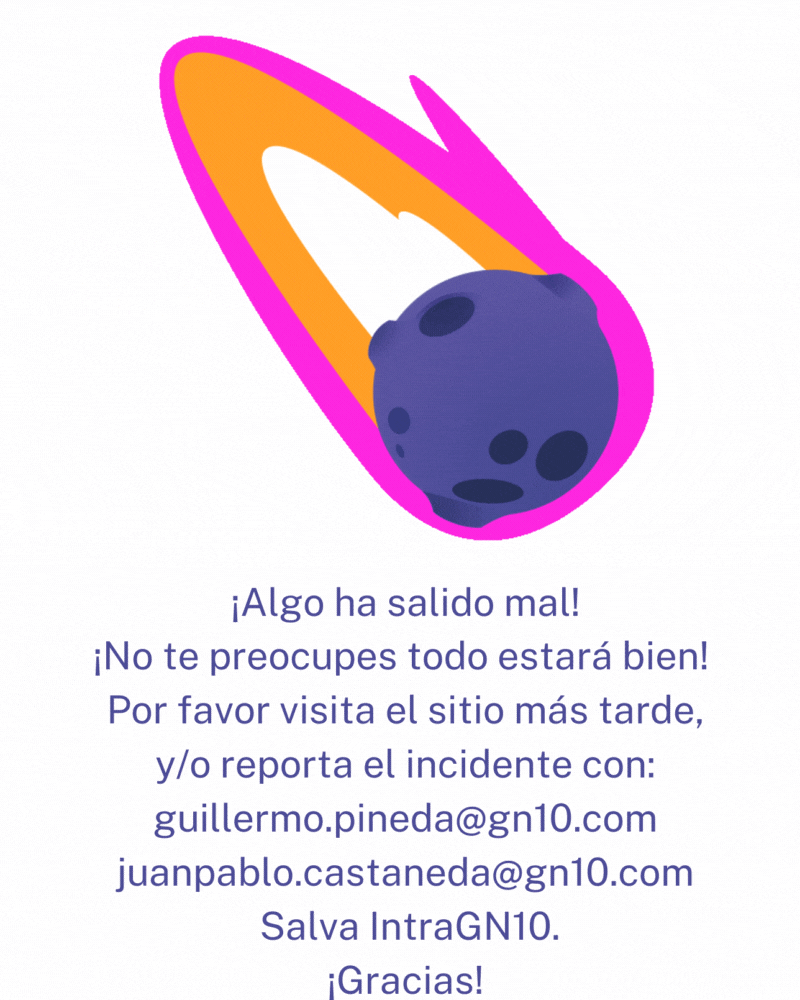 ¡Algo ha salido mal!
¡No te preocupes todo estará bien!
Por favor visita el sitio más tarde,
y/o reporta el incidente con:
guillermo.pineda@gn10.com
juanpablo.castaneda@gn10.com
Salva IntraGN10.
¡Gracias!